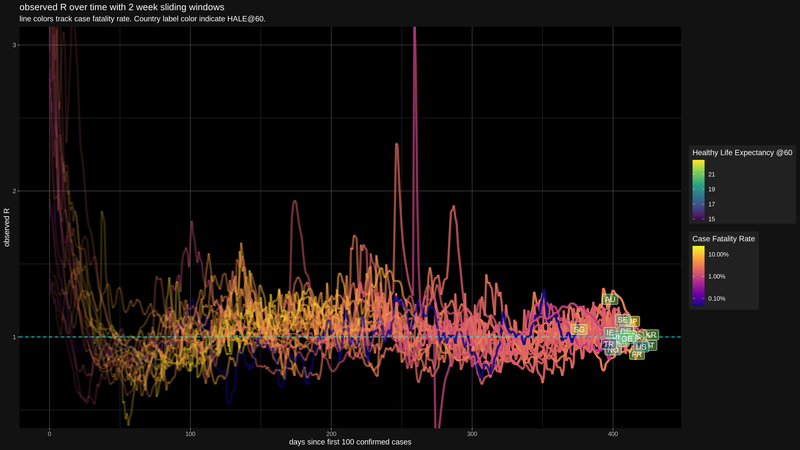 observed R over time with 2 week sliding windows
line colors track case fatality rate. Country label color indicate HALE@60.
3
2
1
observed R
0
100
200
300
400
days since first 100 confirmed cases
AU
SE
SG
IE
GB
KR
TR
US
FR
Healthy Life Expectancy @60
21
19
17
15
Case Fatality Rate
10.00%
1.00%
0.10%